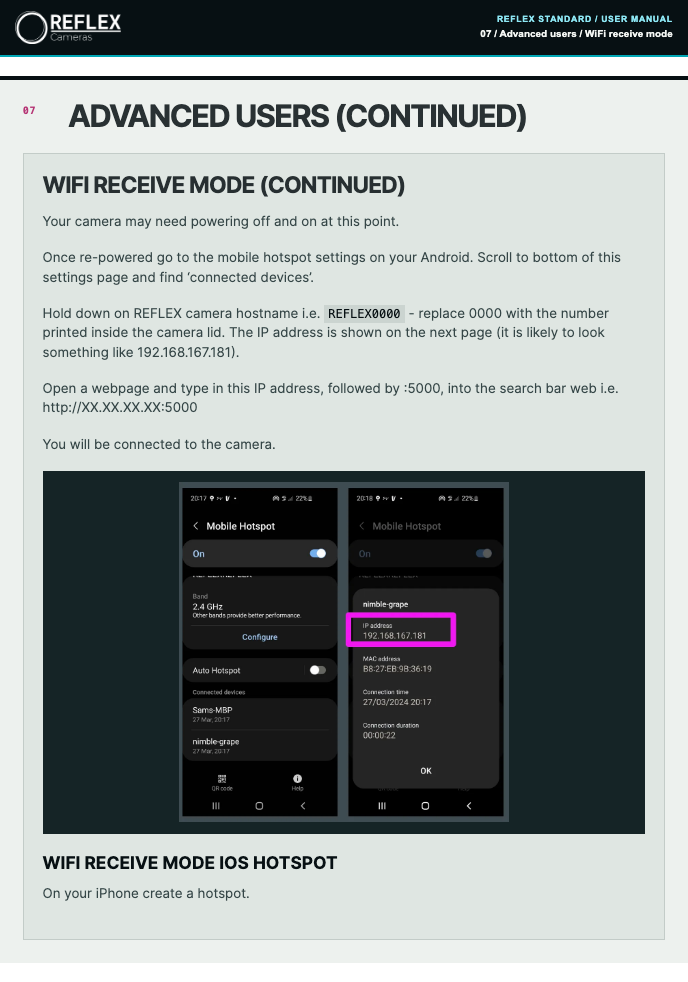 REFLEX
Cameras
REFLEX STANDARD / USER MANUAL
07 / Advanced users / WiFi receive mode
07
ADVANCED USERS (CONTINUED)
WIFI RECEIVE MODE (CONTINUED)
Your camera may need powering off and on at this point.
Once re-powered go to the mobile hotspot settings on your Android. Scroll to bottom of this
settings page and find ‘connected devices’.
Hold down on REFLEX camera hostname i.e. REFLEX0000 - replace 0000 with the number
printed inside the camera lid. The IP address is shown on the next page (it is likely to look
something like 192.168.167.181).
Open a webpage and type in this IP address, followed by :5000, into the search bar web i.e.
http://XX.XX.XX.XX:5000
You will be connected to the camera.
20:17
22%
Mobile Hotspot
On
Band
2.4 GHz
Other bands provide better performance.
Configure
Auto Hotspot
Connected devices
Sams-MBP
27 Mar, 20:17
nimble-grape
27 Mar, 20:17
QR code
Help
20:18
22%
Mobile Hotspot
On
nimble-grape
IP address
192.168.167.181
MAC address
B8:27:EB:9B:36:19
Connection time
27/03/2024 20:17
Connection duration
00:00:22
OK
WIFI RECEIVE MODE IOS HOTSPOT
On your iPhone create a hotspot.